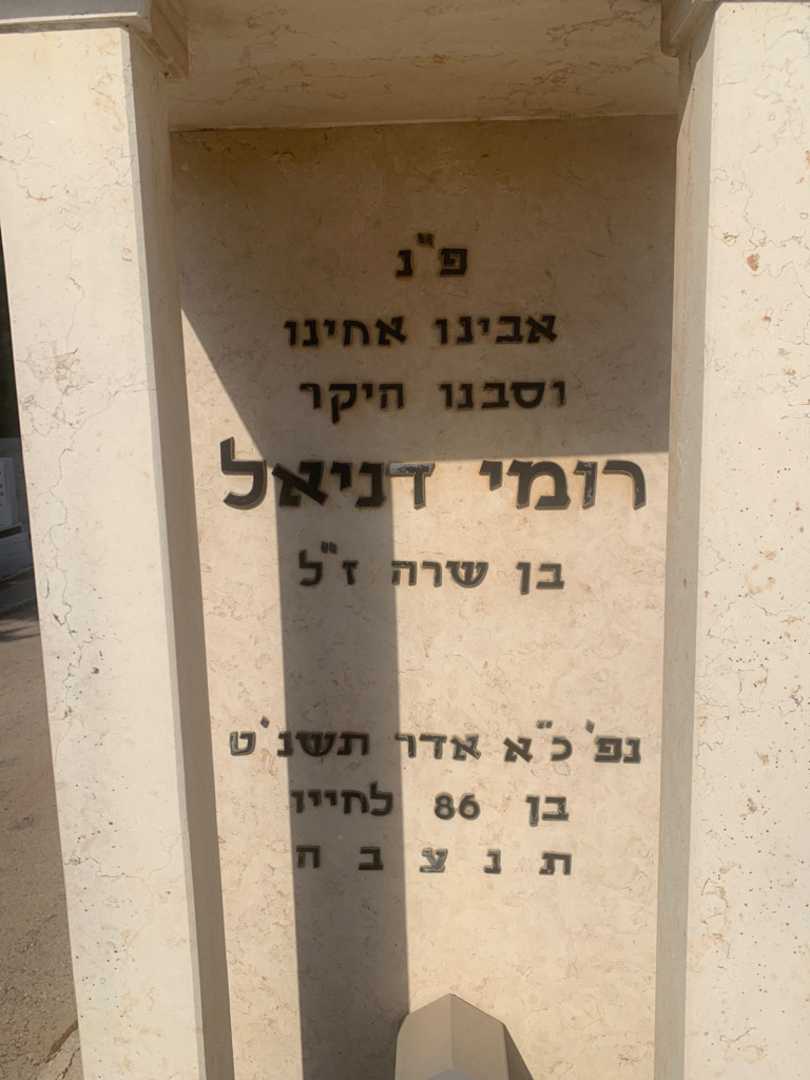 פ"נ
אבינו אחינו
וסבנו היקר
רומי דניאל
בן שרה ז"ל
נפ' כ"א אדר תשנ'ט
בן 86 לחייו
ת נ צ ב ה